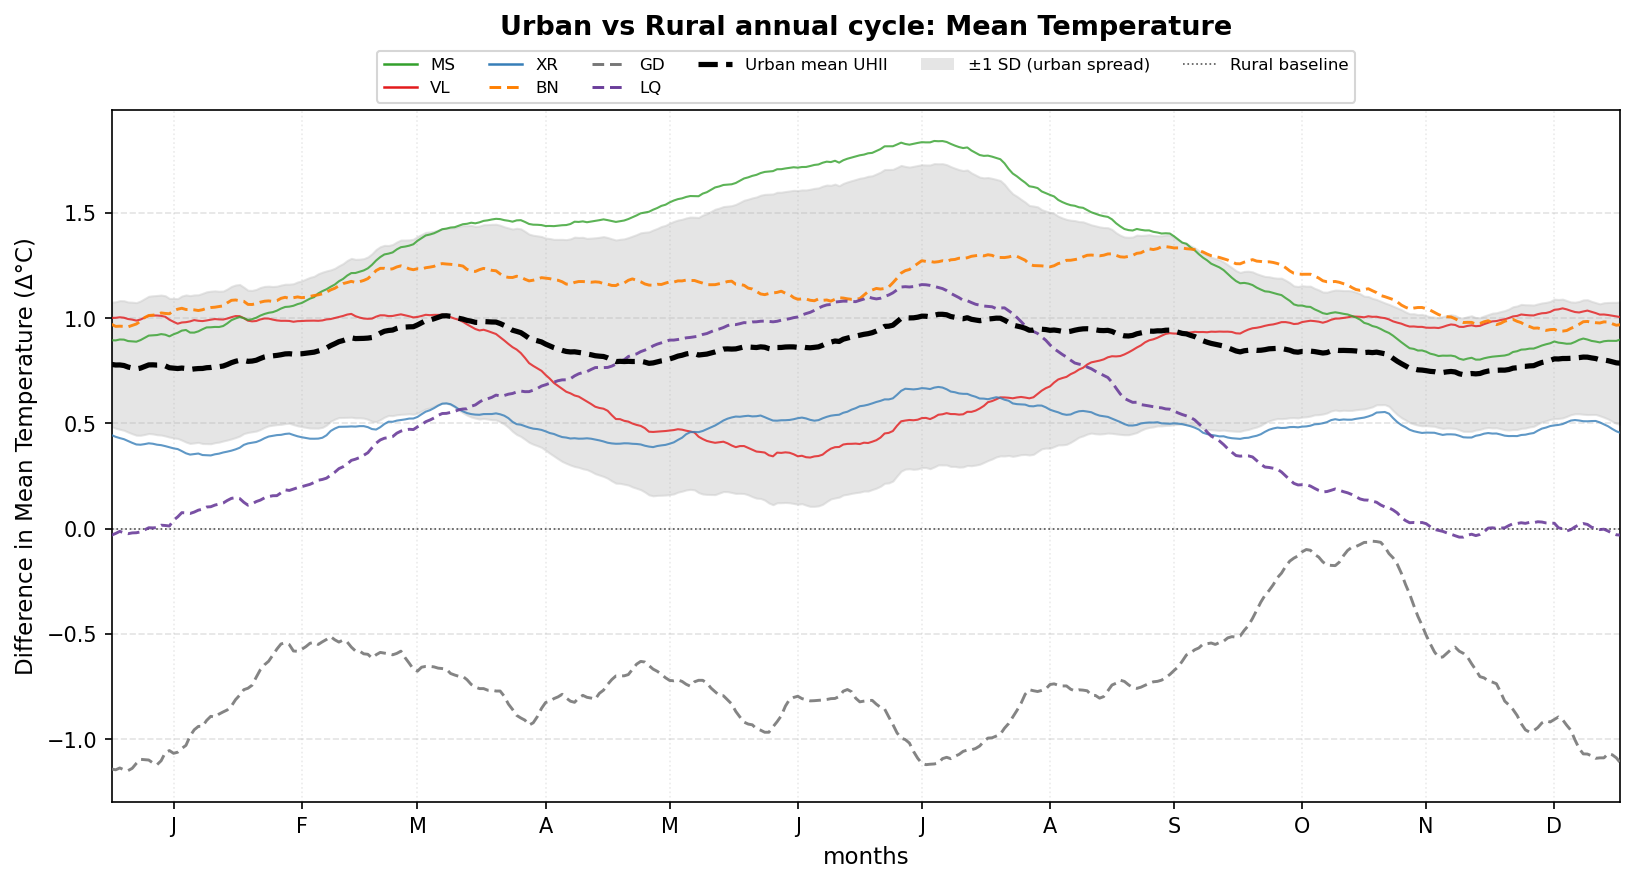 Urban vs Rural annual cycle: Mean Temperature
MS XR GD Urban mean UHII ±1 SD (urban spread) Rural baseline
VL BN LQ
Difference in Mean Temperature (Δ°C)
1.5
1.0
0.5
0.0
−0.5
−1.0
J F M A M J J A S O N D
months